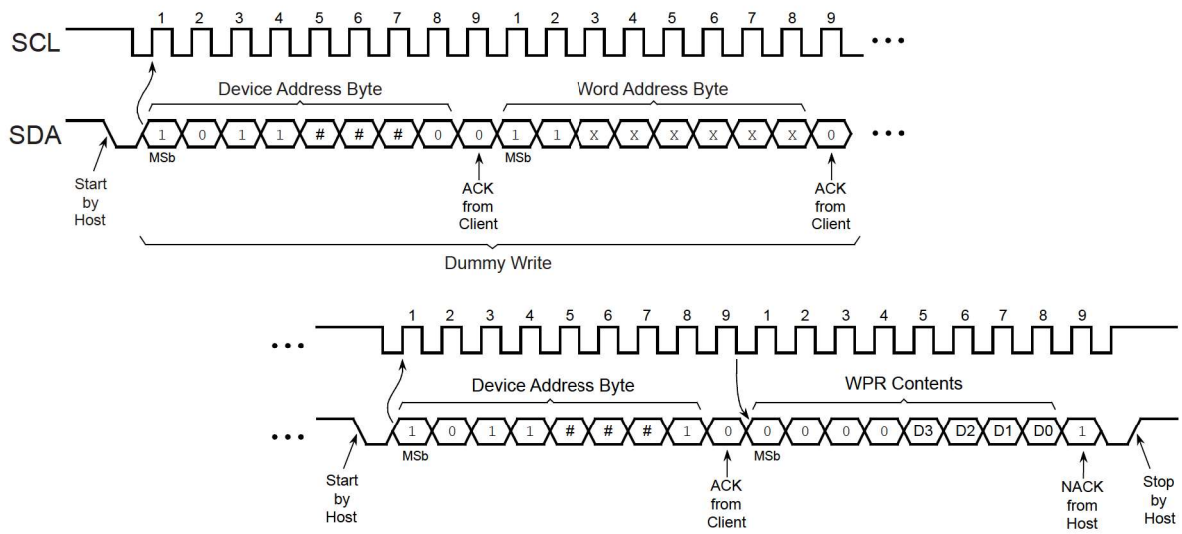 1 2 3 4 5 6 7 8 9 1 2 3 4 5 6 7 8 9
SCL
Device Address Byte Word Address Byte
SDA 1 0 1 1 # # # 0 0 1 1 X X X X X X 0
MSb MSb
Start by Host
ACK from Client
ACK from Client
Dummy Write
1 2 3 4 5 6 7 8 9 1 2 3 4 5 6 7 8 9
Device Address Byte WPR Contents
1 0 1 1 # # # 1 0 0 0 0 0 D3 D2 D1 D0 1
MSb MSb
Start by Host
ACK from Client
NACK from Host
Stop by Host